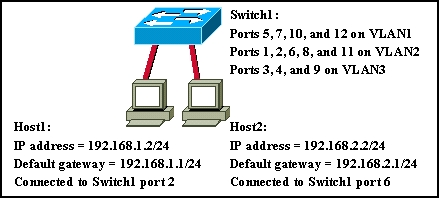 Switch1:
Ports 5, 7, 10, and 12 on VLAN1
Ports 1, 2, 6, 8, and 11 on VLAN2
Ports 3, 4, and 9 on VLAN3
Host1:
IP address = 192.168.1.2/24
Default gateway = 192.168.1.1/24
Connected to Switch1 port 2
Host2:
IP address = 192.168.2.2/24
Default gateway = 192.168.2.1/24
Connected to Switch1 port 6